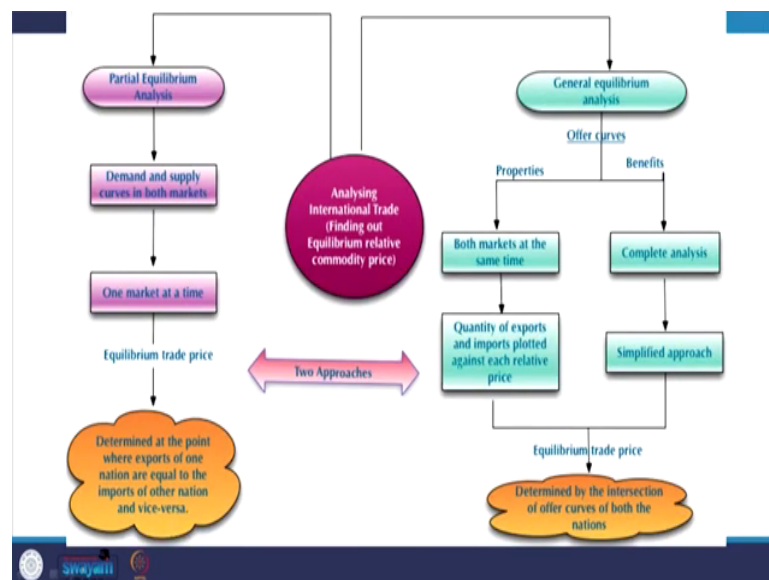 Partial Equilibrium
Analysis
Demand and supply
curves in both markets
One market at a time
Equilibrium trade price
Determined at the point
where exports of one
nation are equal to the
imports of other nation
and vice-versa.
Analysing
International Trade
(Finding out
Equilibrium relative
commodity price)
Two Approaches
General equilibrium
analysis
Offer curves
Properties
Benefits
Both markets at the
same time
Complete analysis
Quantity of exports
and imports plotted
against each relative
price
Simplified approach
Equilibrium trade price
Determined by the intersection
of offer curves of both the
nations
swayam